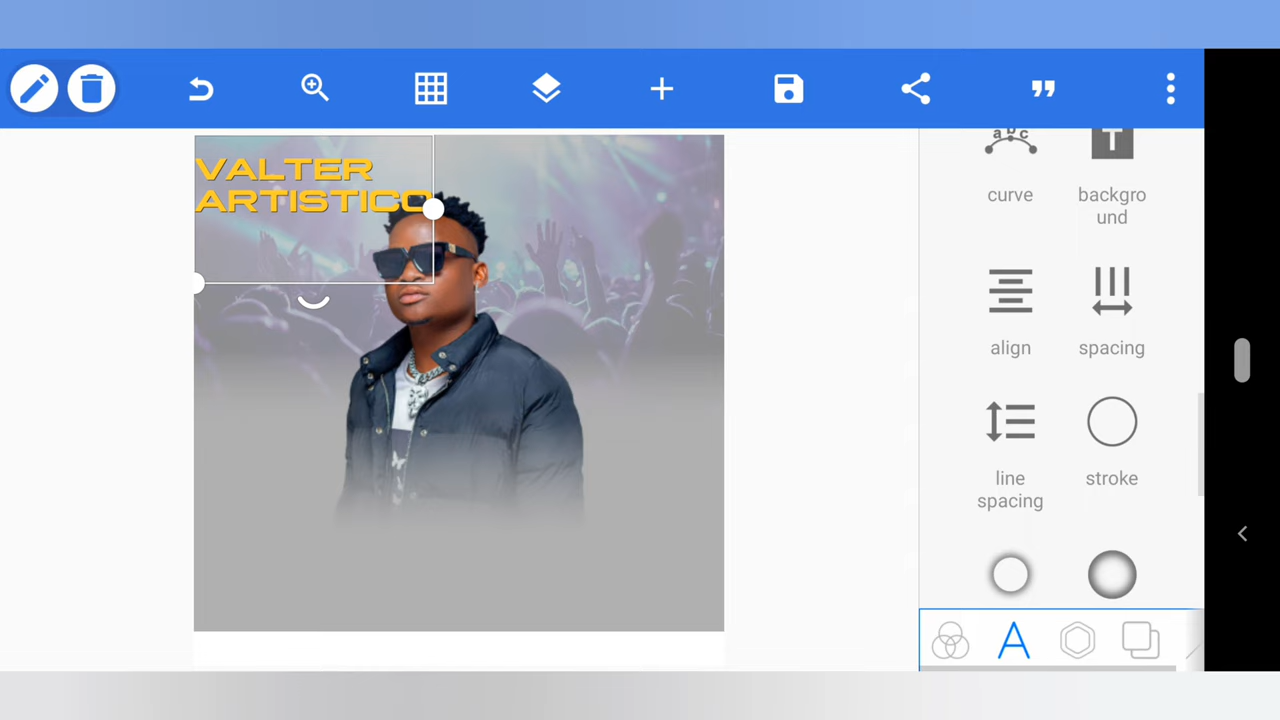 VALTER
ARTISTICO
a b c
curve
T
backgro
und
align
spacing
line
spacing
stroke
A